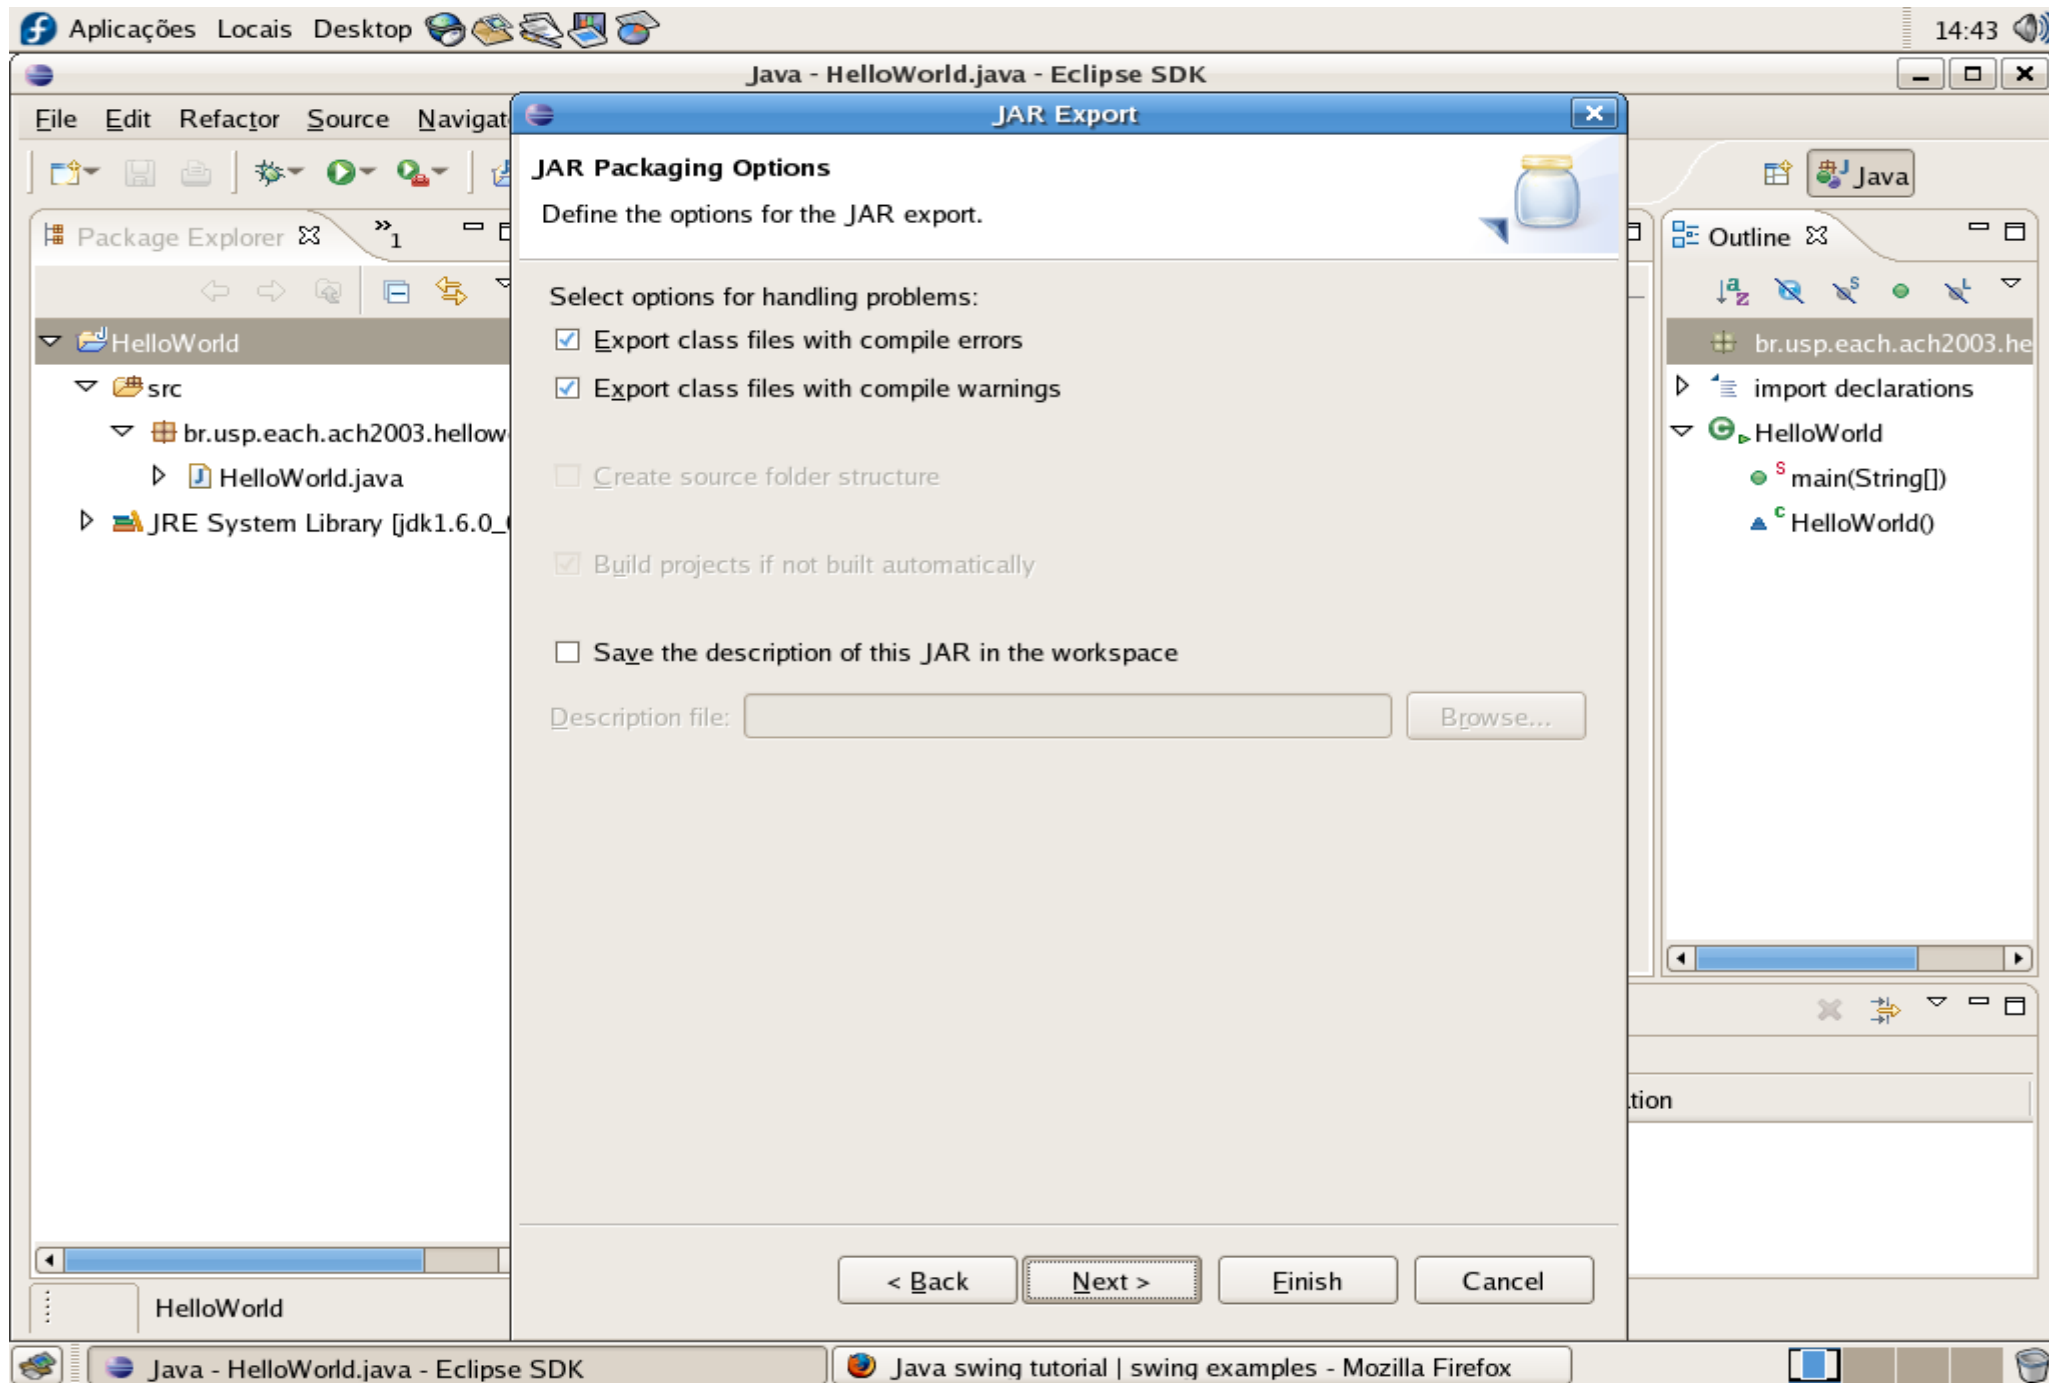 Aplicações Locais Desktop 14:43
Java - HelloWorld.java - Eclipse SDK
File Edit Refactor Source Navigat
JAR Export
Java
JAR Packaging Options
Define the options for the JAR export.
Package Explorer 1
Outline
Select options for handling problems:
Export class files with compile errors
Export class files with compile warnings
Create source folder structure
Build projects if not built automatically
Save the description of this JAR in the workspace
Description file: Browse...
HelloWorld
src
br.usp.each.ach2003.hellow
HelloWorld.java
JRE System Library [jdk1.6.0_
br.usp.each.ach2003.he
import declarations
HelloWorld
main(String[])
HelloWorld()
tion
< Back Next > Finish Cancel
HelloWorld
Java - HelloWorld.java - Eclipse SDK
Java swing tutorial | swing examples - Mozilla Firefox